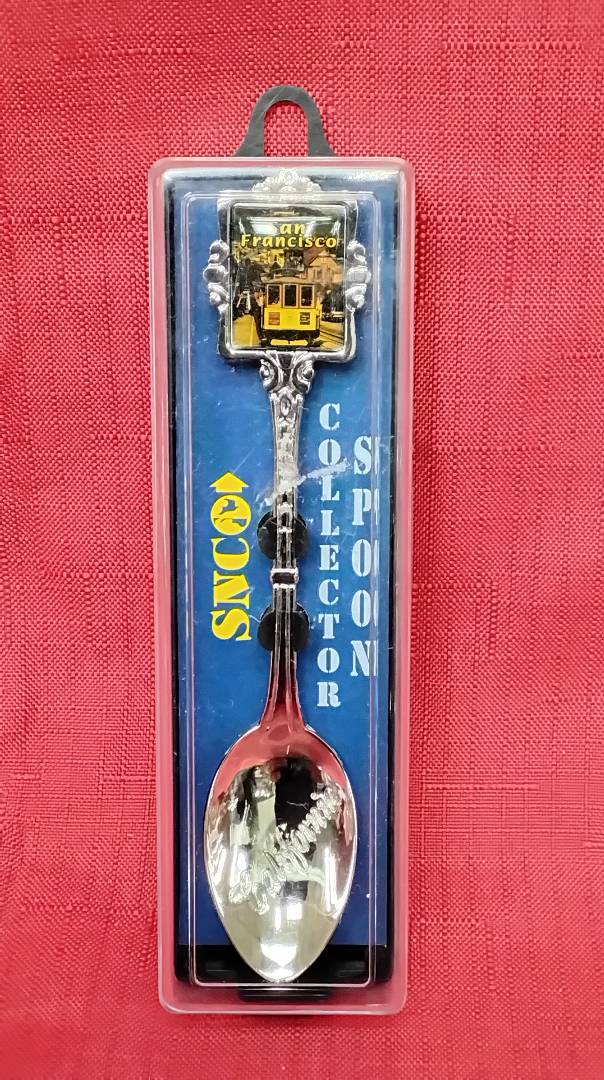 an
Francisco
COLLECTOR
SPOON
SNCO
California